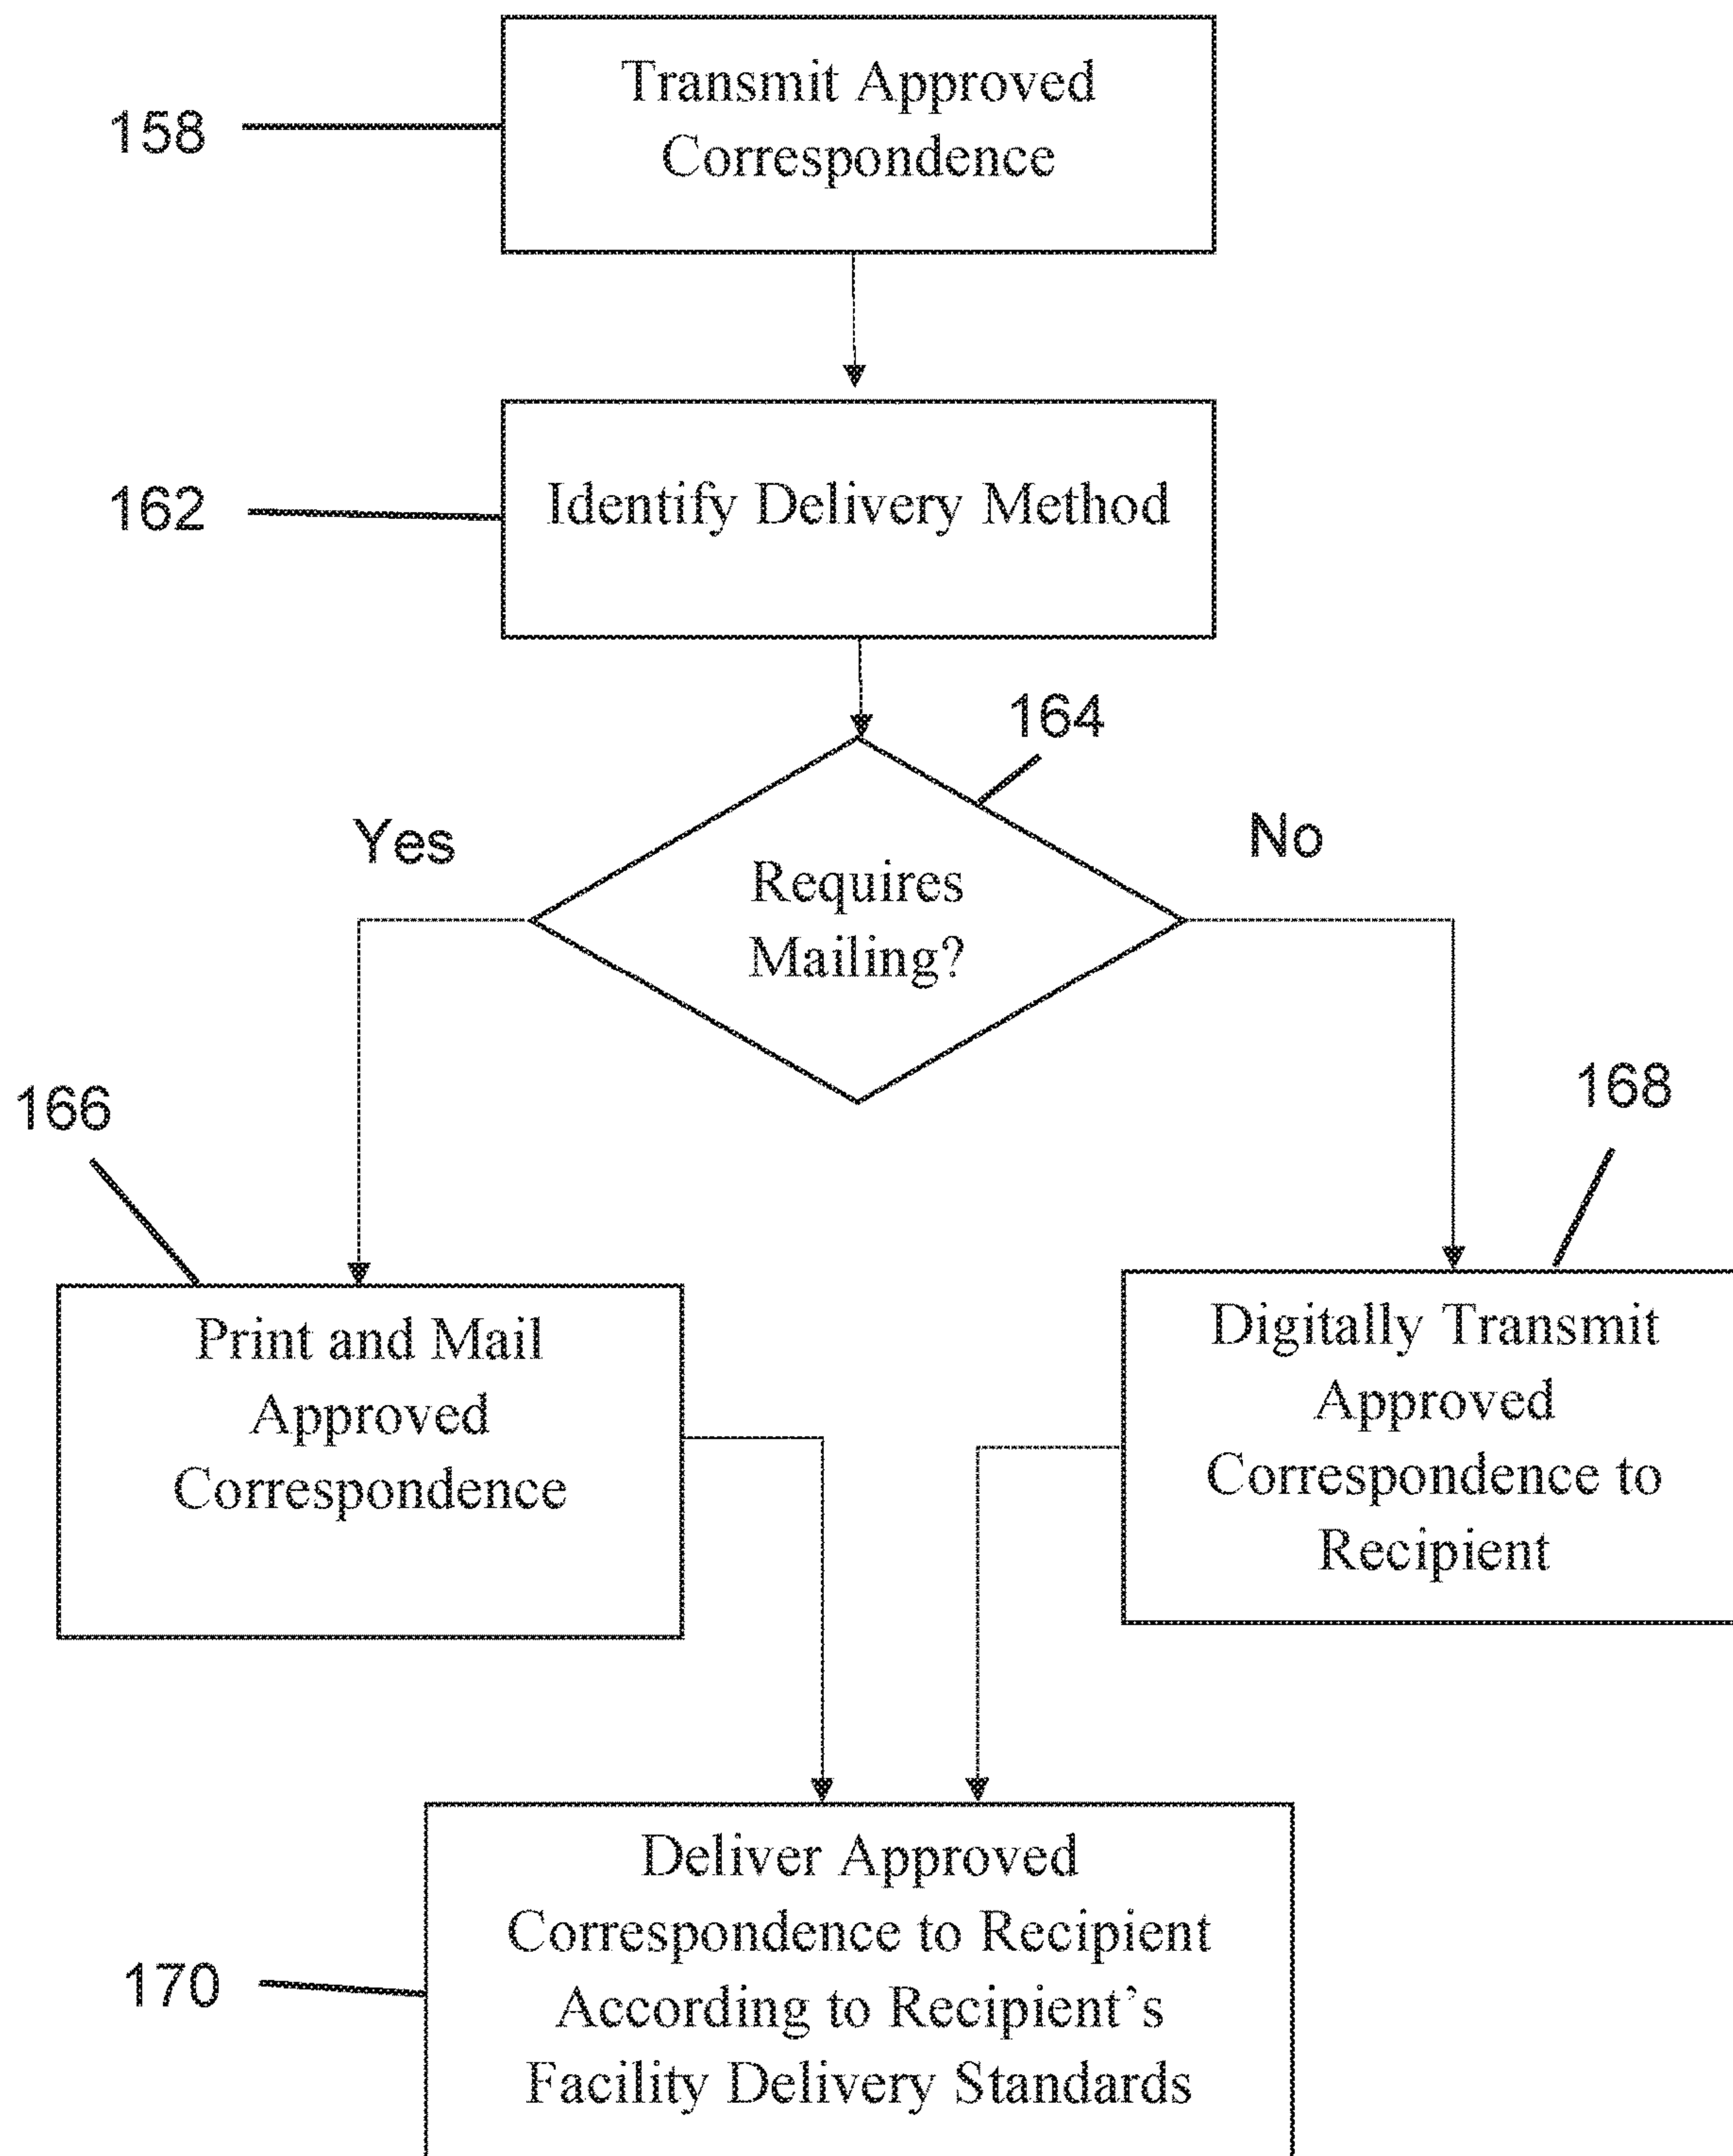 Transmit Approved
Correspondence
158
Identify Delivery Method
162
164
Yes
No
Requires
Mailing?
166
168
Print and Mail
Approved
Correspondence
Digitally Transmit
Approved
Correspondence to
Recipient
Deliver Approved
Correspondence to Recipient
According to Recipient's
Facility Delivery Standards
170